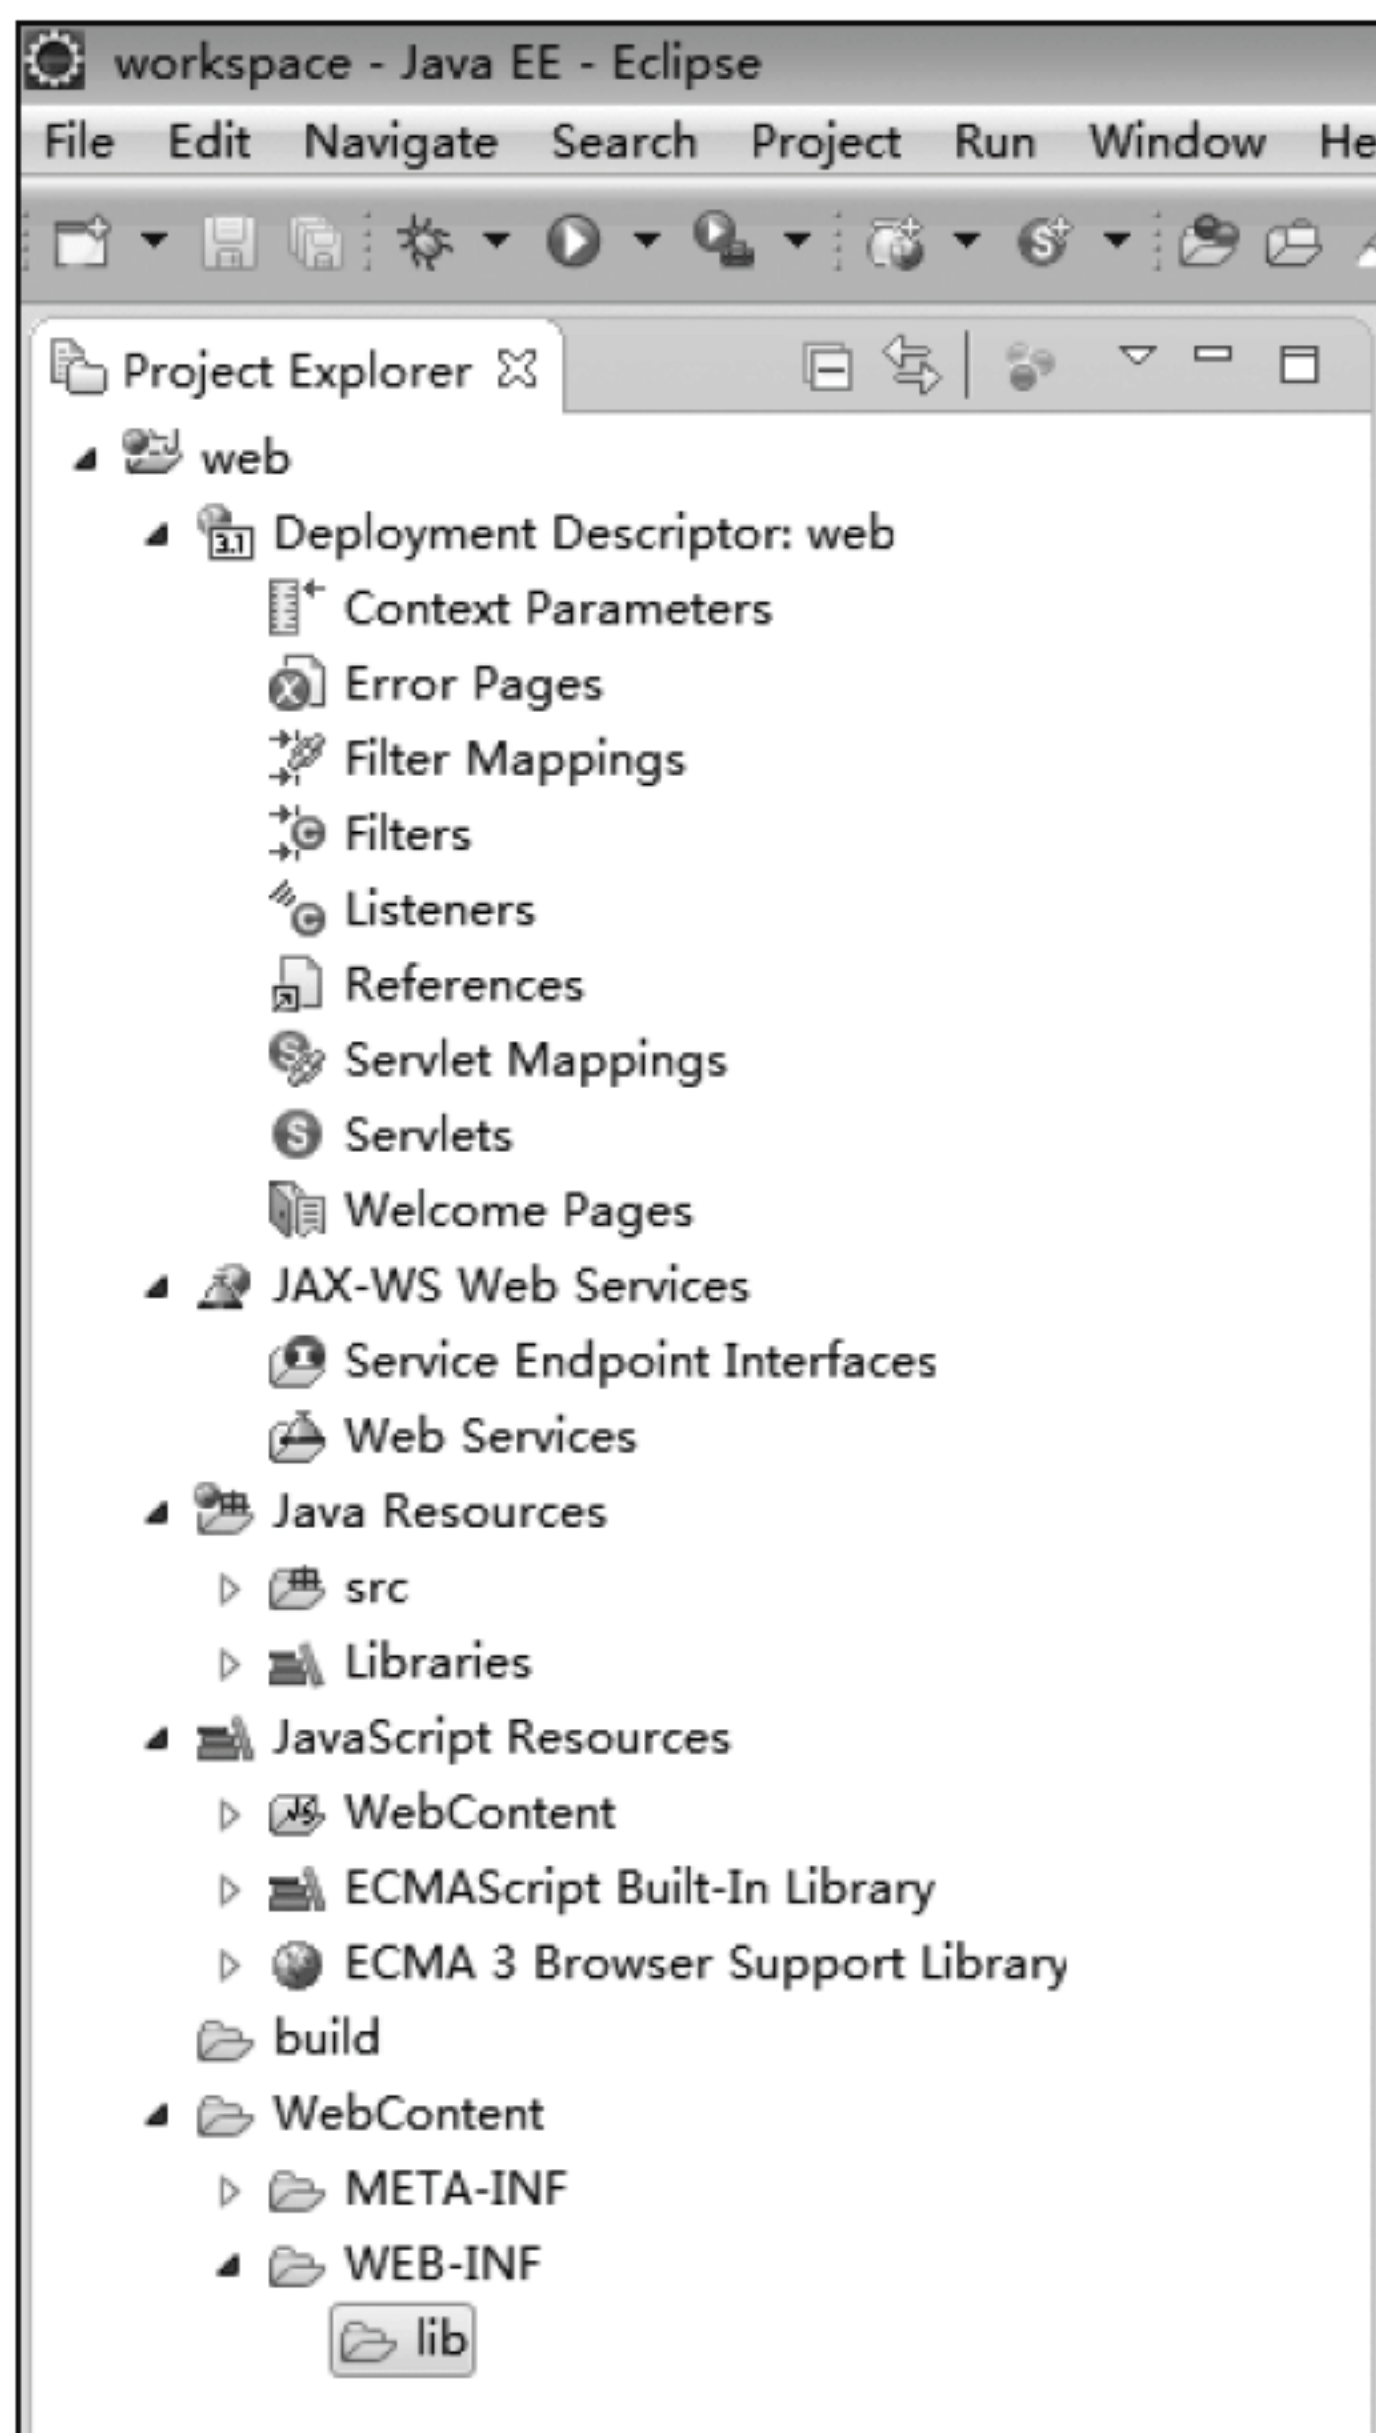 workspace - Java EE - Eclipse
File Edit Navigate Search Project Run Window He
Project Explorer
web
3.1 Deployment Descriptor: web
Context Parameters
Error Pages
Filter Mappings
Filters
Listeners
References
Servlet Mappings
Servlets
Welcome Pages
JAX-WS Web Services
Service Endpoint Interfaces
Web Services
Java Resources
src
Libraries
JavaScript Resources
WebContent
ECMAScript Built-In Library
ECMA 3 Browser Support Library
build
WebContent
META-INF
WEB-INF
lib